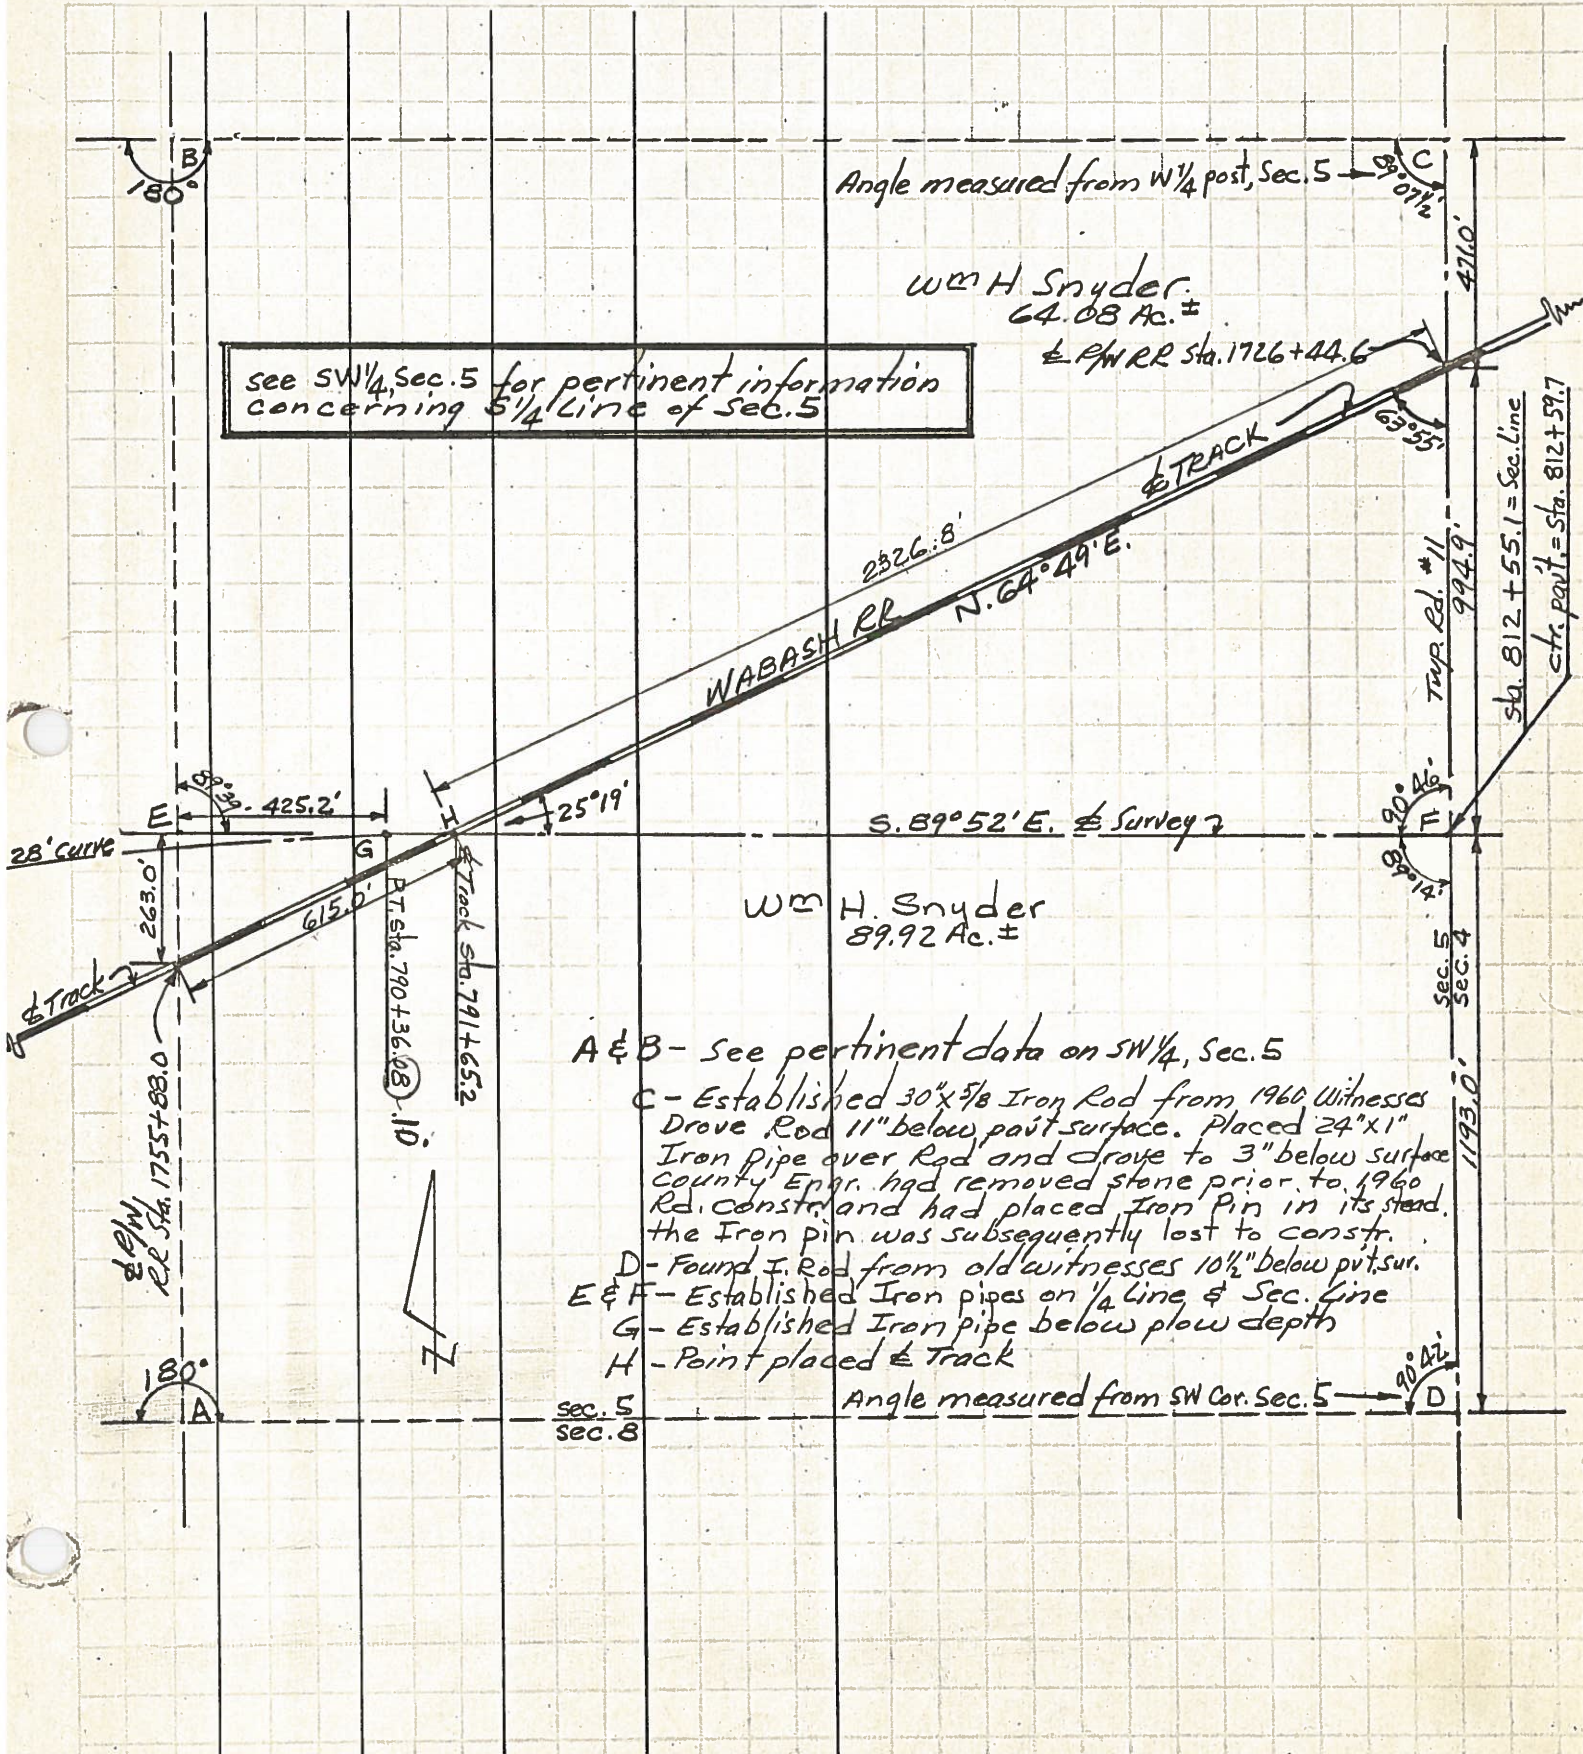 B
180°
Angle measured from W¼ post, Sec. 5
C
89° 07½'
471.0'
Wm H Snyder.
64.08 Ac.±
℄ R/W RR Sta. 1726+44.6
see SW¼, Sec. 5 for pertinent information
concerning S¼ Line of Sec. 5
℄ TRACK
63°55'
2326.8'
N. 64°49' E.
WABASH RR
Twp. Rd. #11
994.9'
Sta. 812+55.1 = Sec. Line
ctr. pav't. = Sta. 812+59.7
E
89°39'
425.2'
H
25°19'
S. 89°52' E. ℄ Survey
90°46'
F
89°14'
28' curve
G
263.0'
615.0'
P.T. Sta. 790+36.08 .10
℄ Track Sta. 791+65.2
Wm H. Snyder
89.92 Ac.±
Sec. 5
Sec. 4
℄ Track
℄ R/W
RR Sta. 1755+88.0
1193.0'
A & B - See pertinent data on SW¼, Sec. 5
C - Established 30"x5/8 Iron Rod from 1960 Witnesses
Drove Rod 11" below pav't surface. Placed 24"x1"
Iron Pipe over Rod and drove to 3" below surface
County Engr. had removed stone prior to 1960
Rd. Constr. and had placed Iron Pin in its stead.
the Iron pin was subsequently lost to constr.
D - Found I. Rod from old witnesses 10½" below pvt. sur.
E & F - Established Iron pipes on ¼ Line & Sec. Line
G - Established Iron Pipe below plow depth
H - Point placed ℄ Track
Z
180°
A
Sec. 5
Sec. 8
Angle measured from SW Cor. Sec. 5
90°42'
D